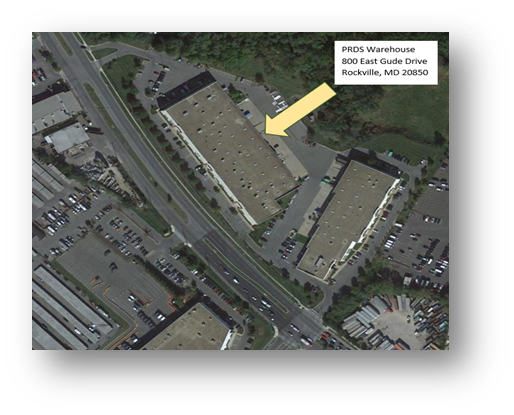 PRDS Warehouse
800 East Gude Drive
Rockville, MD 20850